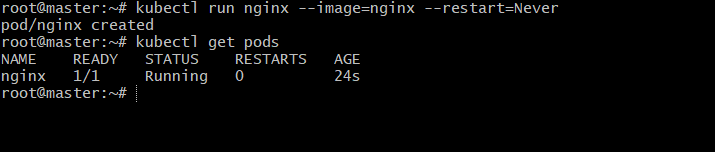 root@master:~# kubectl run nginx --image=nginx --restart=Never
pod/nginx created
root@master:~# kubectl get pods
NAME    READY   STATUS    RESTARTS   AGE
nginx   1/1     Running   0          24s
root@master:~#